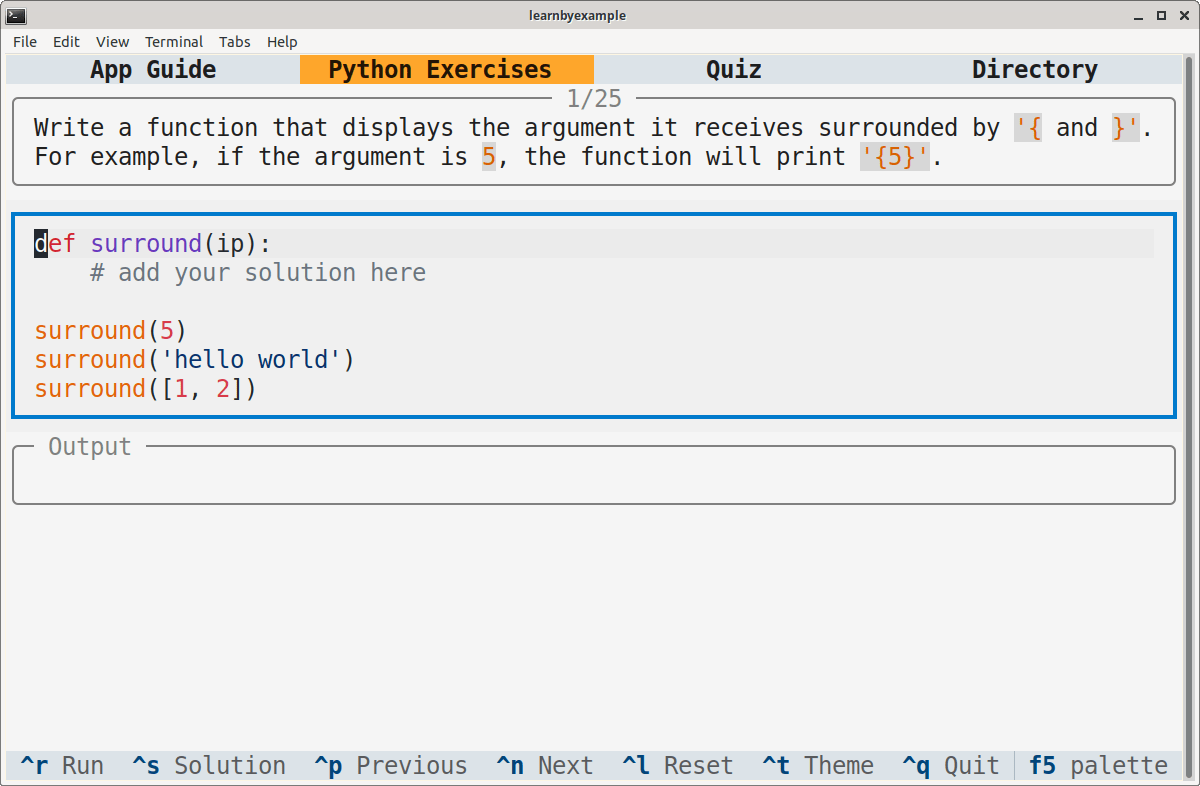 learnbyexample
File Edit View Terminal Tabs Help
App Guide Python Exercises Quiz Directory
1/25
Write a function that displays the argument it receives surrounded by '{ and }'.
For example, if the argument is 5, the function will print '{5}'.
def surround(ip):
    # add your solution here
surround(5)
surround('hello world')
surround([1, 2])
Output
^r Run ^s Solution ^p Previous ^n Next ^l Reset ^t Theme ^q Quit f5 palette